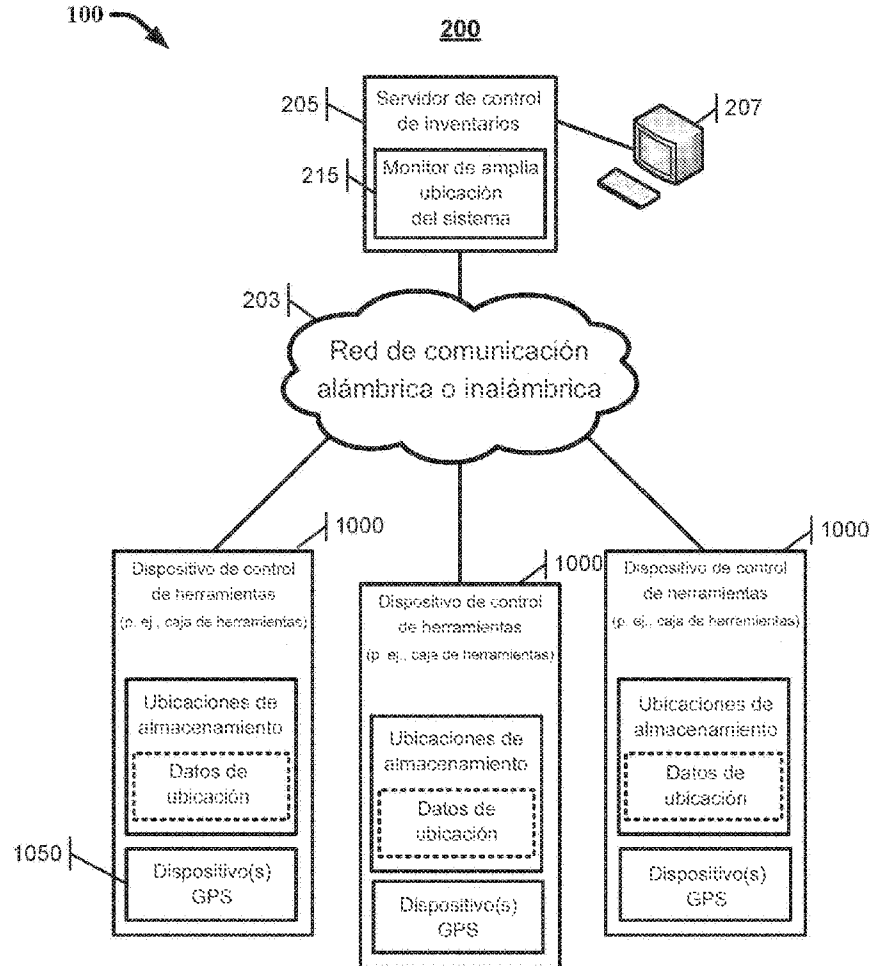 100
200
205
Servidor de control
de inventarios
207
215
Monitor de amplia
ubicación
del sistema
203
Red de comunicación
alámbrica o inalámbrica
1000
Dispositivo de control
de herramientas
(p. ej., caja de herramientas)
Ubicaciones de
almacenamiento
Datos de
ubicación
1050
Dispositivo(s)
GPS
1000
Dispositivo de control
de herramientas
(p. ej., caja de herramientas)
Ubicaciones de
almacenamiento
Datos de
ubicación
Dispositivo(s)
GPS
1000
Dispositivo de control
de herramientas
(p. ej., caja de herramientas)
Ubicaciones de
almacenamiento
Datos de
ubicación
Dispositivo(s)
GPS